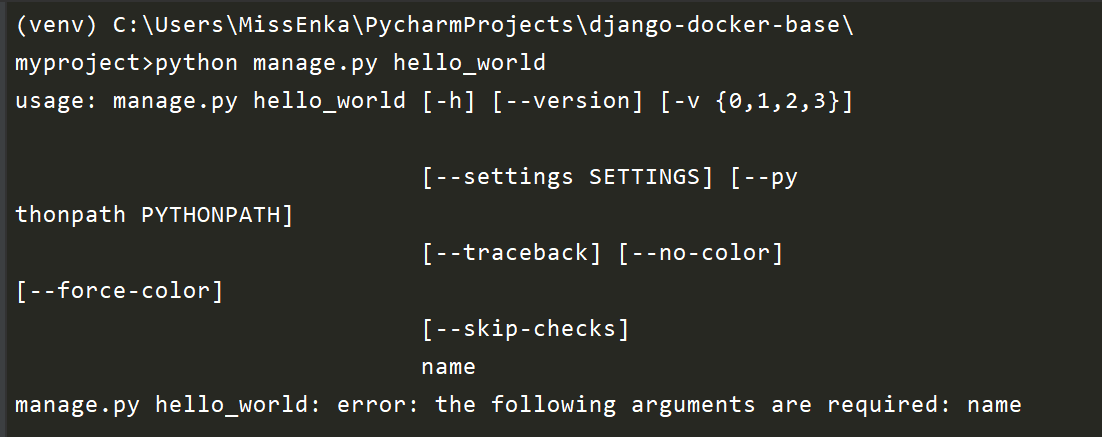 (venv) C:\Users\MissEnka\PycharmProjects\django-docker-base\
myproject>python manage.py hello_world
usage: manage.py hello_world [-h] [--version] [-v {0,1,2,3}]
[--settings SETTINGS] [--py
thonpath PYTHONPATH]
[--traceback] [--no-color]
[--force-color]
[--skip-checks]
name
manage.py hello_world: error: the following arguments are required: name